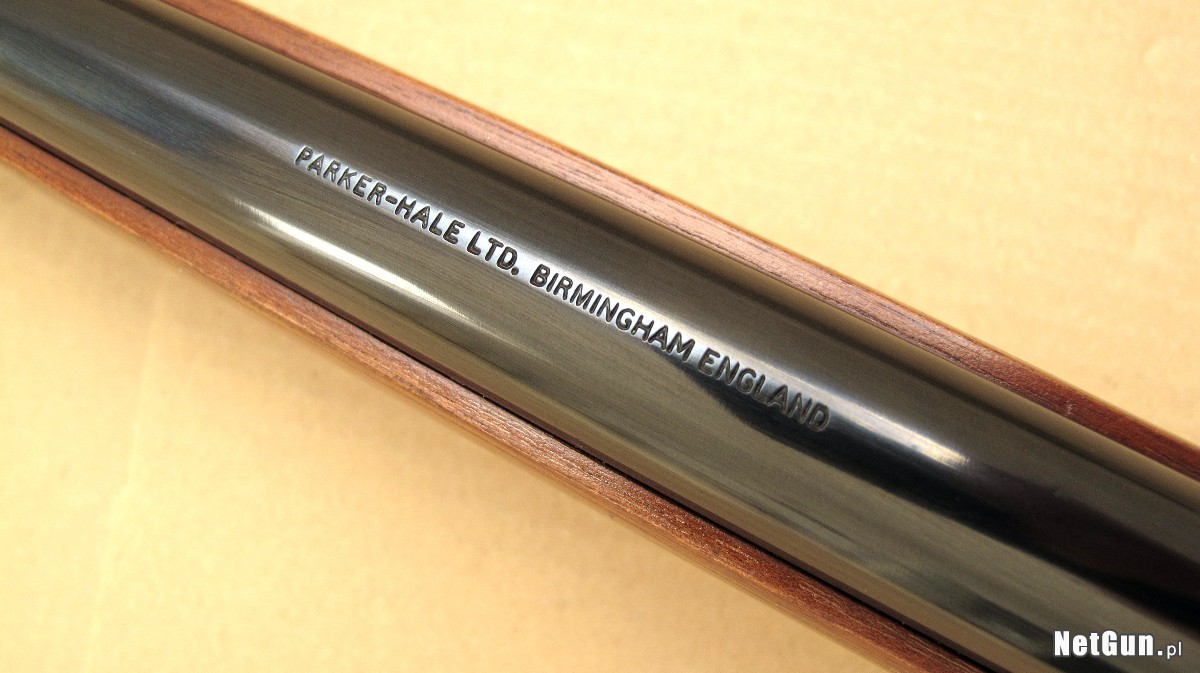 PARKER-HALE LTD. BIRMINGHAM ENGLAND
NetGun.pl